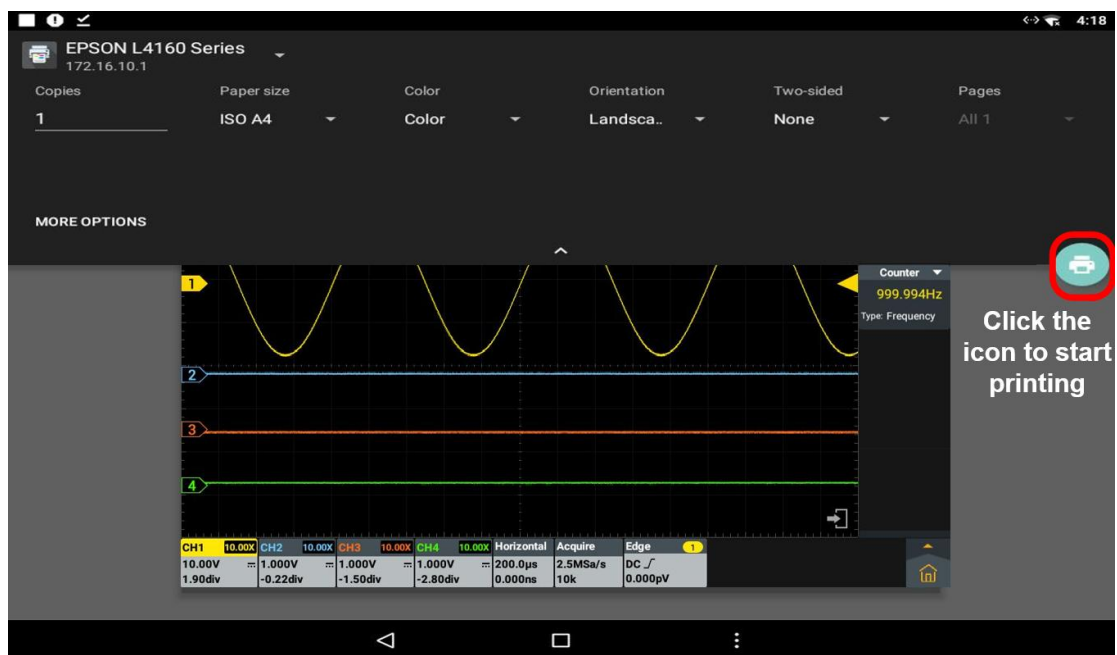 4:18
EPSON L4160 Series
172.16.10.1
Copies Paper size Color Orientation Two-sided Pages
1 ISO A4 Color Landsca.. None All 1
MORE OPTIONS
1
Counter
999.994Hz
Type: Frequency
Click the
icon to start
printing
2
3
4
CH1 10.00X CH2 10.00X CH3 10.00X CH4 10.00X Horizontal Acquire Edge 1
10.00V 1.000V 1.000V 1.000V 200.0μs 2.5MSa/s DC
1.90div -0.22div -1.50div -2.80div 0.000ns 10k 0.000pV